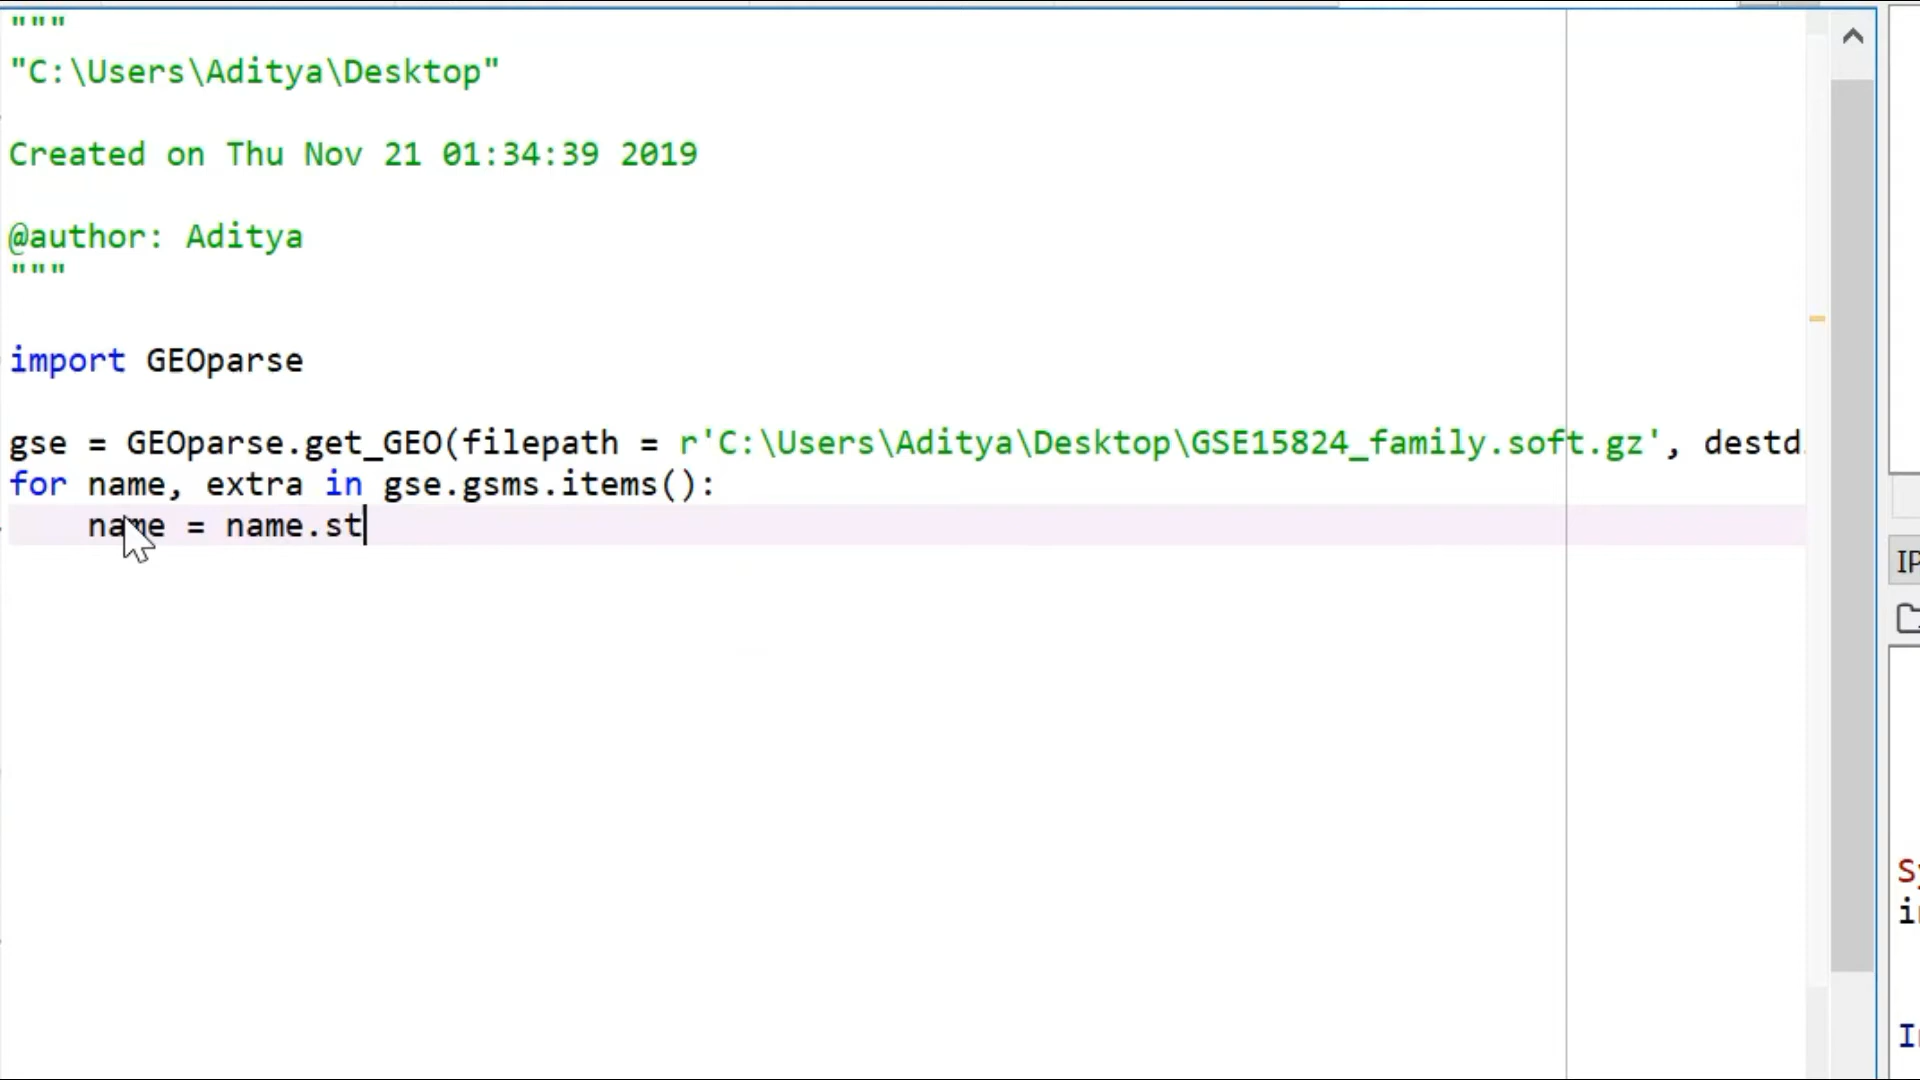 """
"C:\Users\Aditya\Desktop"
Created on Thu Nov 21 01:34:39 2019
@author: Aditya
"""
import GEOparse
gse = GEOparse.get_GEO(filepath = r'C:\Users\Aditya\Desktop\GSE15824_family.soft.gz', destd
for name, extra in gse.gsms.items():
    name = name.st
IP